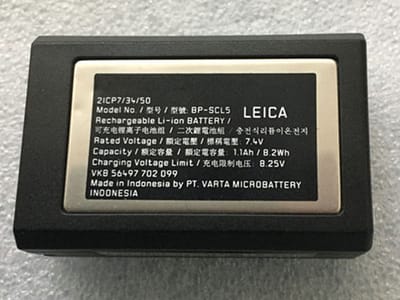 2ICP7/34/50
Model No. / 型号 / 型號: BP-SCL5 LEICA
Rechargeable Li-ion BATTERY /
可充电锂离子电池组 / 二次鋰電池組 / 충전식리튬이온전지
Rated Voltage / 额定電壓 / 標稱電壓: 7.4V
Capacity / 额定容量 / 額定電容量: 1.1Ah / 8.2Wh
Charging Voltage Limit / 充电限制电压: 8.25V
VKB 56497 702 099
Made in Indonesia by PT. VARTA MICROBATTERY
INDONESIA